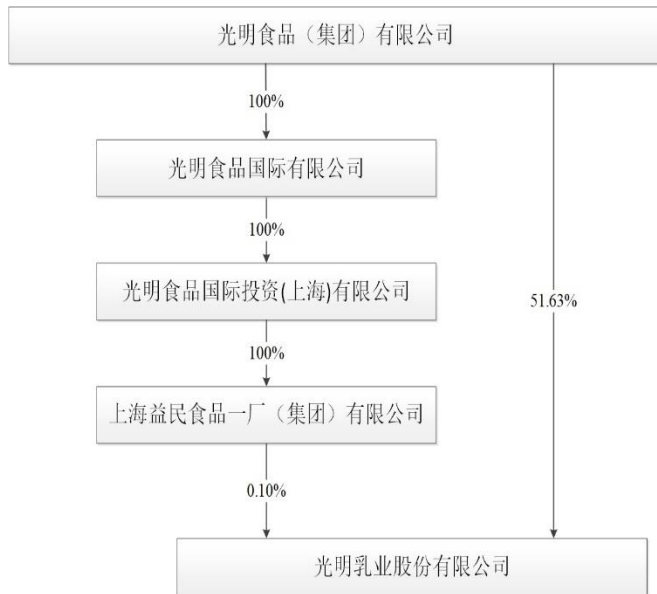 光明食品（集团）有限公司
100%
光明食品国际有限公司
100%
光明食品国际投资(上海)有限公司
51.63%
100%
上海益民食品一厂（集团）有限公司
0.10%
光明乳业股份有限公司